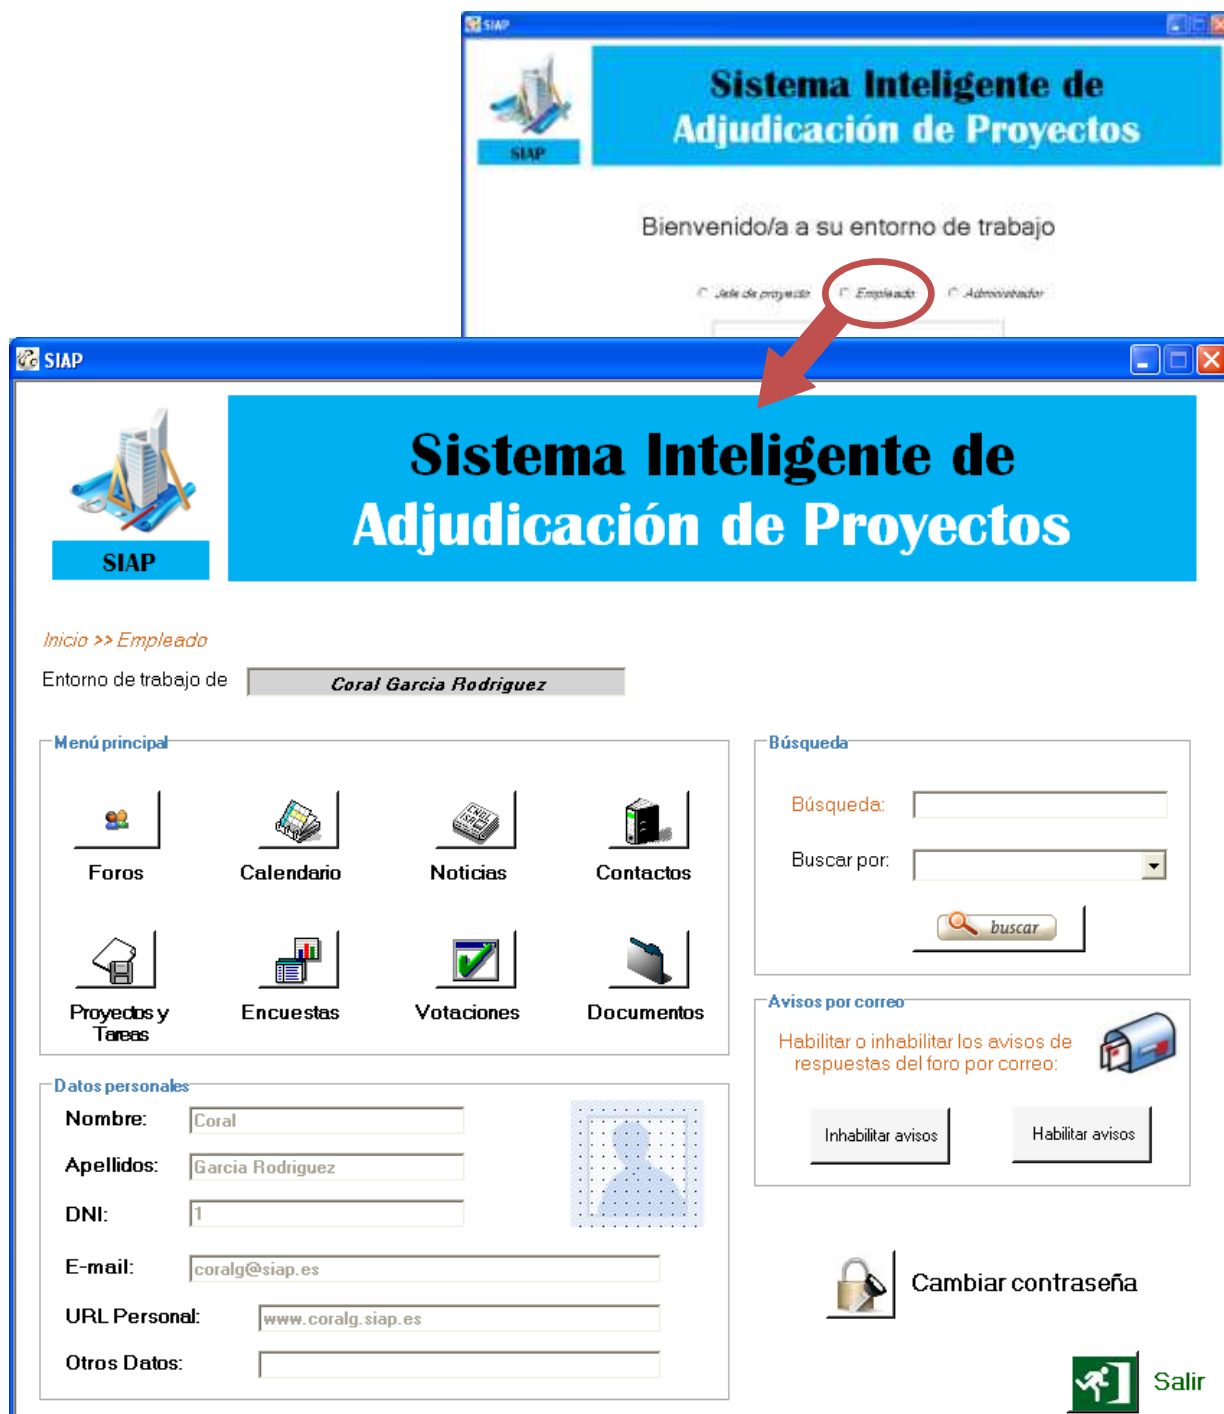 SIAP
Sistema Inteligente de
Adjudicación de Proyectos
SIAP
Bienvenido/a a su entorno de trabajo
Jefe de proyecto Empleado Administrador
SIAP
Sistema Inteligente de
Adjudicación de Proyectos
SIAP
Inicio >> Empleado
Entorno de trabajo de Coral Garcia Rodriguez
Menú principal
Foros Calendario Noticias Contactos
Proyectos y
Tareas
Encuestas Votaciones Documentos
Búsqueda
Búsqueda:
Buscar por:
buscar
Avisos por correo
Habilitar o inhabilitar los avisos de
respuestas del foro por correo:
Inhabilitar avisos Habilitar avisos
Datos personales
Nombre: Coral
Apellidos: Garcia Rodriguez
DNI: 1
E-mail: coralg@siap.es
URL Personal: www.coralg.siap.es
Otros Datos:
Cambiar contraseña
Salir